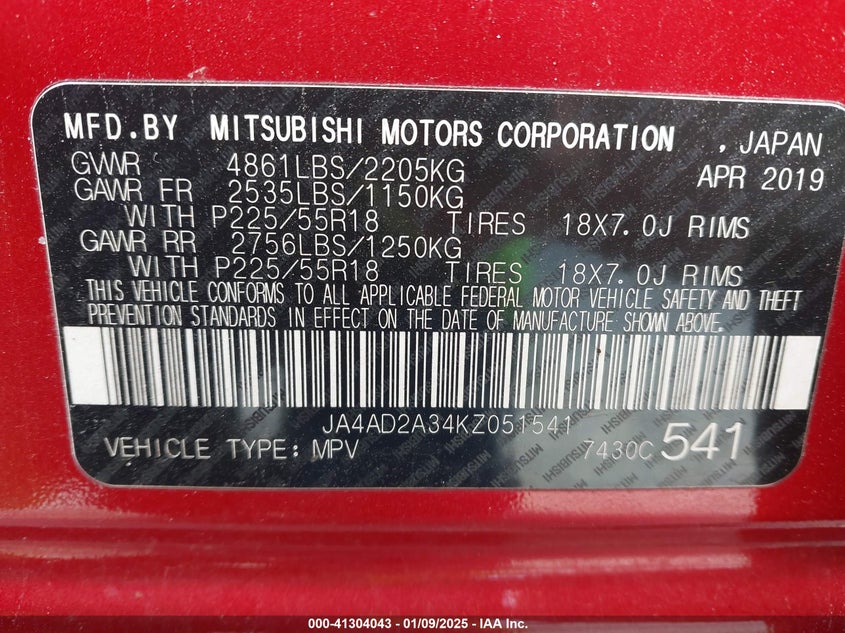 MFD.BY MITSUBISHI MOTORS CORPORATION , JAPAN
GVWR 4861LBS/2205KG APR 2019
GAWR FR 2535LBS/1150KG
WITH P225/55R18 TIRES 18X7.0J RIMS
GAWR RR 2756LBS/1250KG
WITH P225/55R18 TIRES 18X7.0J RIMS
THIS VEHICLE CONFORMS TO ALL APPLICABLE FEDERAL MOTOR VEHICLE SAFETY AND THEFT
PREVENTION STANDARDS IN EFFECT ON THE DATE OF MANUFACTURE SHOWN ABOVE.
JA4AD2A34KZ051541
VEHICLE TYPE: MPV 7430C 541
000-41304043 - 01/09/2025 - IAA Inc.